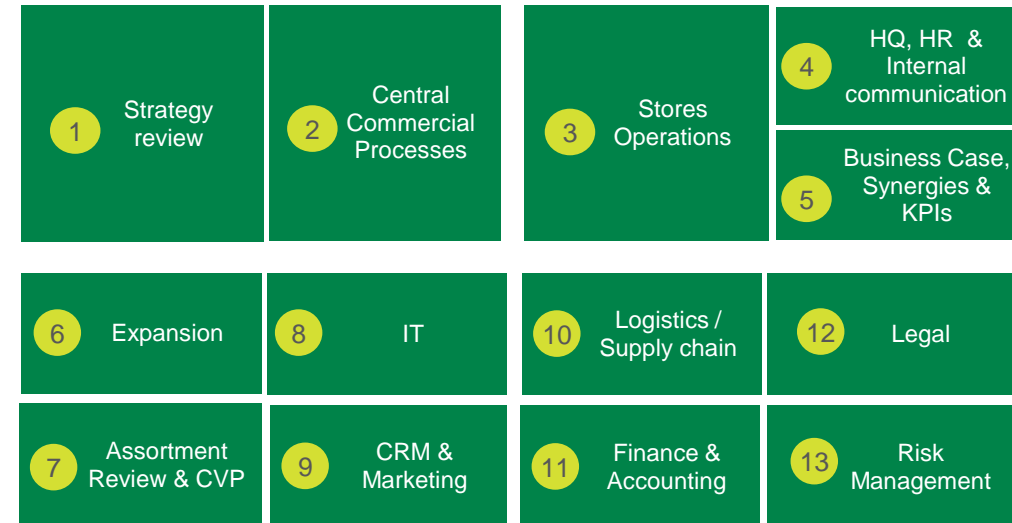 1
Strategy
review
2
Central
Commercial
Processes
3
Stores
Operations
4
HQ, HR &
Internal
communication
5
Business Case,
Synergies &
KPIs
6
Expansion
7
Assortment
Review & CVP
8
IT
9
CRM &
Marketing
10
Logistics /
Supply chain
11
Finance &
Accounting
12
Legal
13
Risk
Management